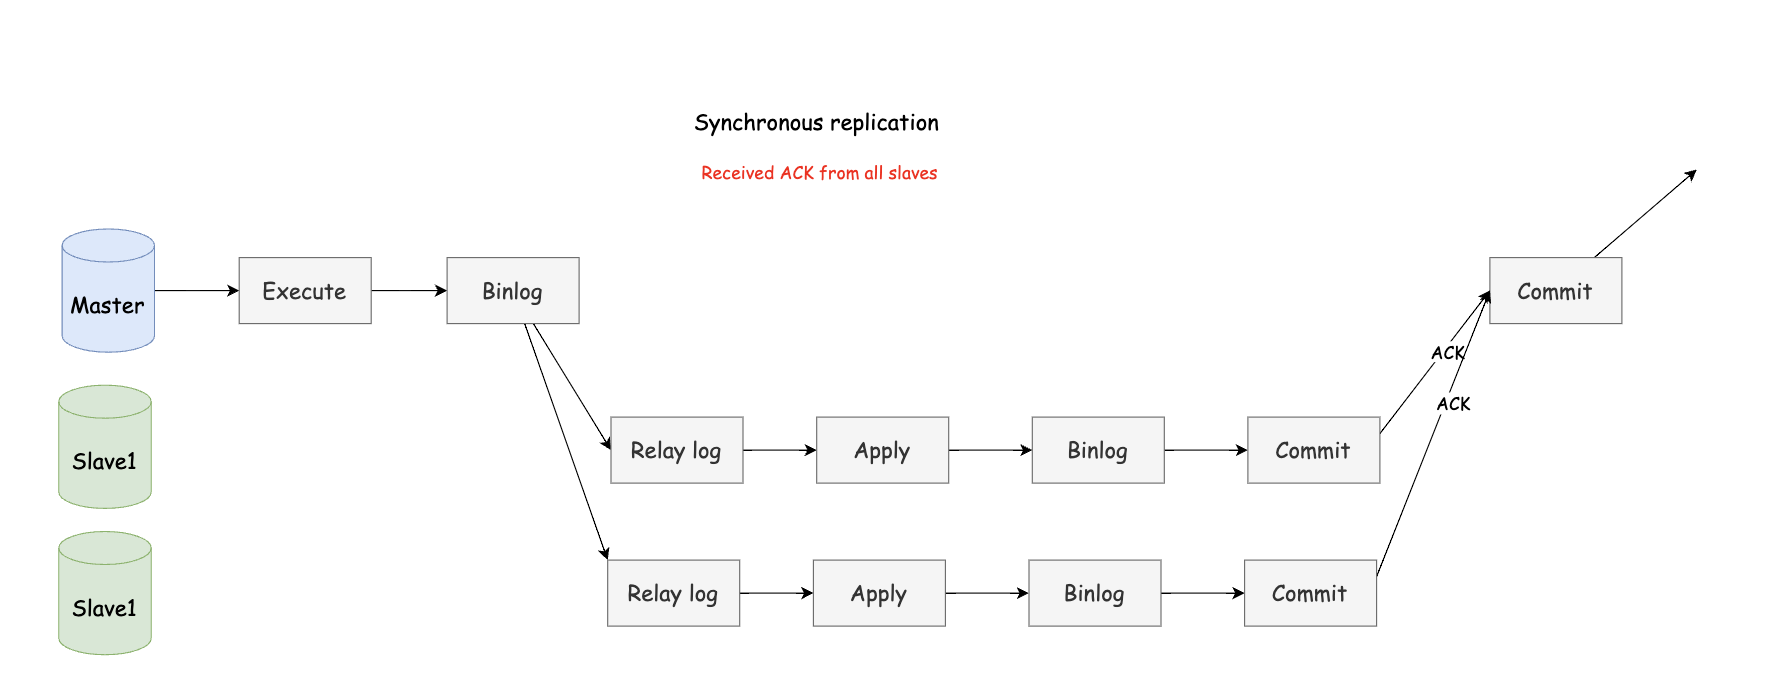 Synchronous replication
Received ACK from all slaves
Master
Execute
Binlog
Commit
ACK
ACK
Slave1
Relay log
Apply
Binlog
Commit
Slave1
Relay log
Apply
Binlog
Commit